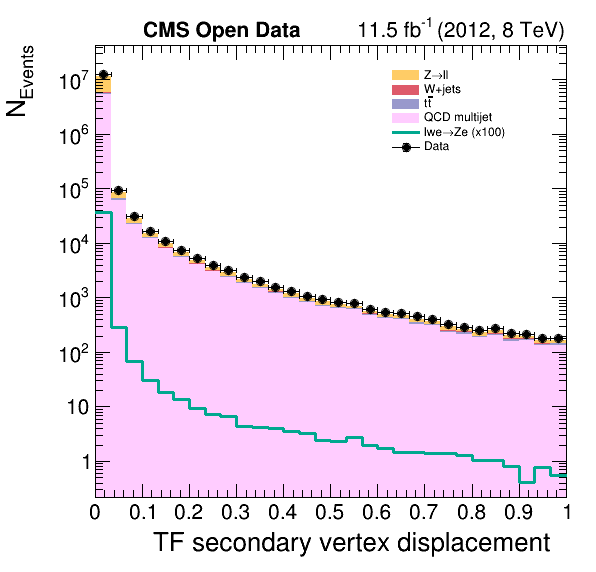 CMS Open Data 11.5 fb⁻¹ (2012, 8 TeV)
N_Events
Z→ll
W+jets
tt̄
QCD multijet
lwe→Ze (x100)
Data
10⁷
10⁶
10⁵
10⁴
10³
10²
10
1
0 0.1 0.2 0.3 0.4 0.5 0.6 0.7 0.8 0.9 1
TF secondary vertex displacement